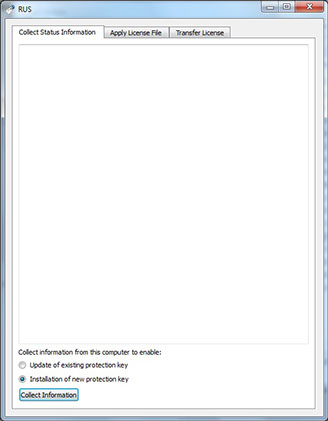 RUS
Collect Status Information
Apply License File
Transfer License
Collect information from this computer to enable:
Update of existing protection key
Installation of new protection key
Collect Information